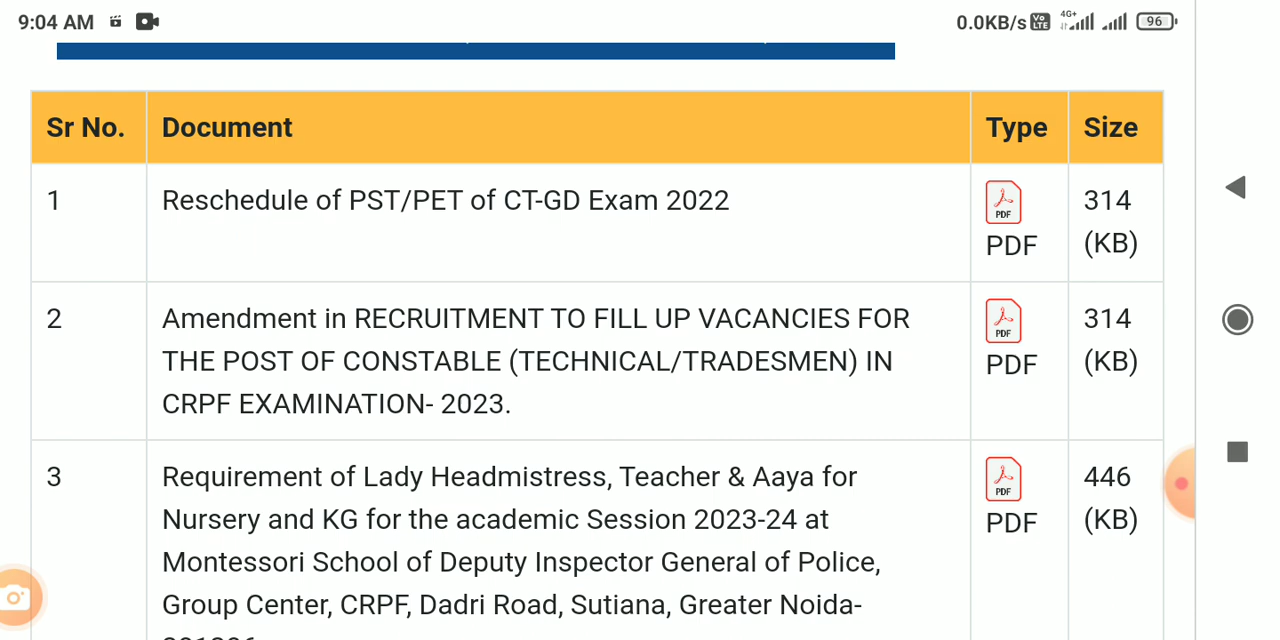 9:04 AM
0.0KB/s Vo LTE 4G+ 96
Sr No. Document Type Size
1 Reschedule of PST/PET of CT-GD Exam 2022 PDF 314
PDF (KB)
2 Amendment in RECRUITMENT TO FILL UP VACANCIES FOR PDF 314
THE POST OF CONSTABLE (TECHNICAL/TRADESMEN) IN PDF (KB)
CRPF EXAMINATION- 2023.
3 Requirement of Lady Headmistress, Teacher & Aaya for PDF 446
Nursery and KG for the academic Session 2023-24 at PDF (KB)
Montessori School of Deputy Inspector General of Police,
Group Center, CRPF, Dadri Road, Sutiana, Greater Noida-